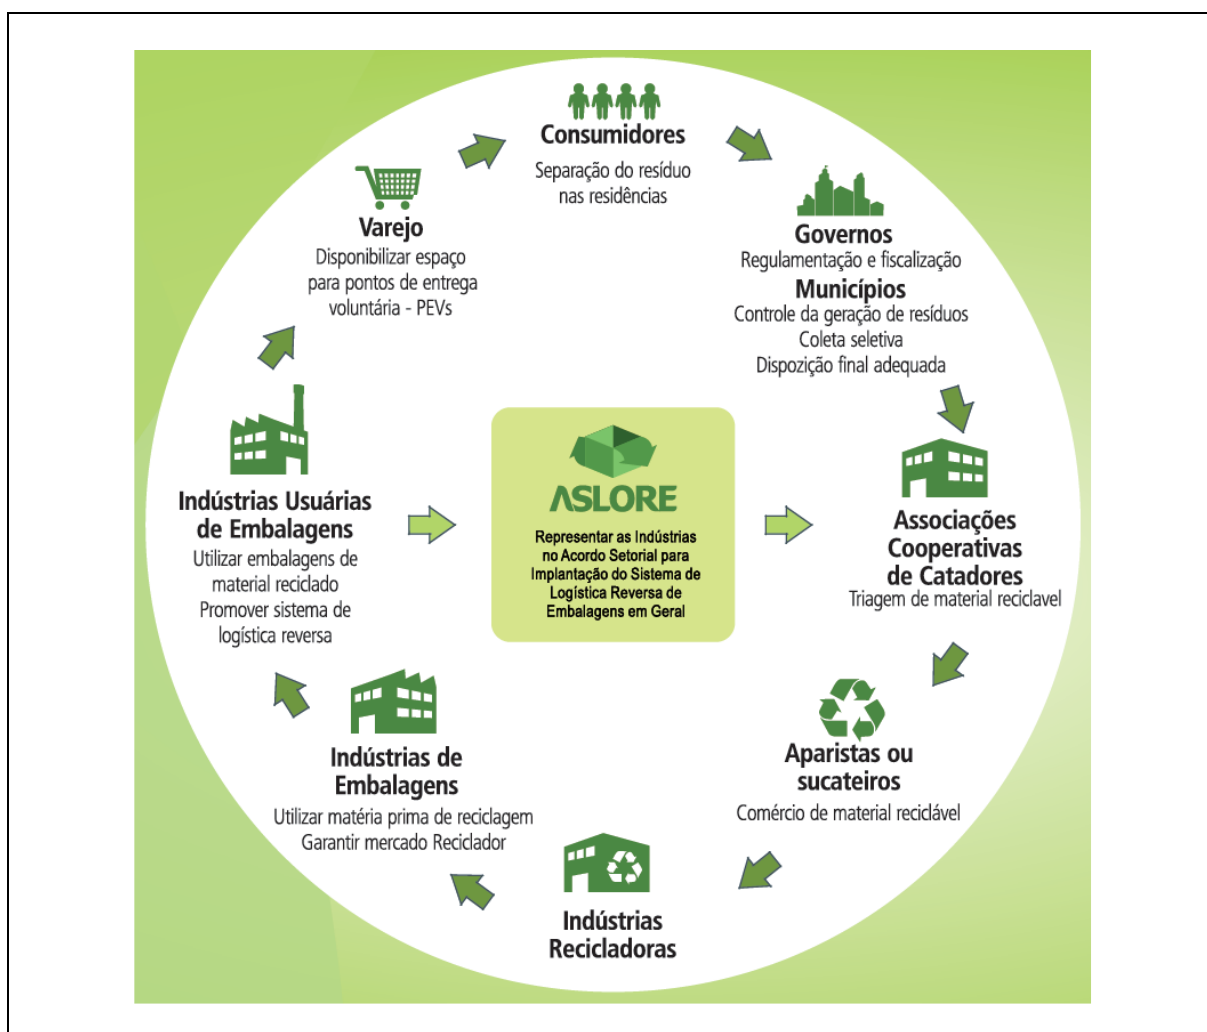 Consumidores
Separação do resíduo
nas residências
Governos
Regulamentação e fiscalização
Municípios
Controle da geração de resíduos
Coleta seletiva
Dispozição final adequada
Associações
Cooperativas
de Catadores
Triagem de material reciclavel
Aparistas ou
sucateiros
Comércio de material reciclável
Indústrias
Recicladoras
Indústrias de
Embalagens
Utilizar matéria prima de reciclagem
Garantir mercado Reciclador
Indústrias Usuárias
de Embalagens
Utilizar embalagens de
material reciclado
Promover sistema de
logística reversa
Varejo
Disponibilizar espaço
para pontos de entrega
voluntária - PEVs
ASLORE
Representar as Indústrias
no Acordo Setorial para
Implantação do Sistema de
Logística Reversa de
Embalagens em Geral